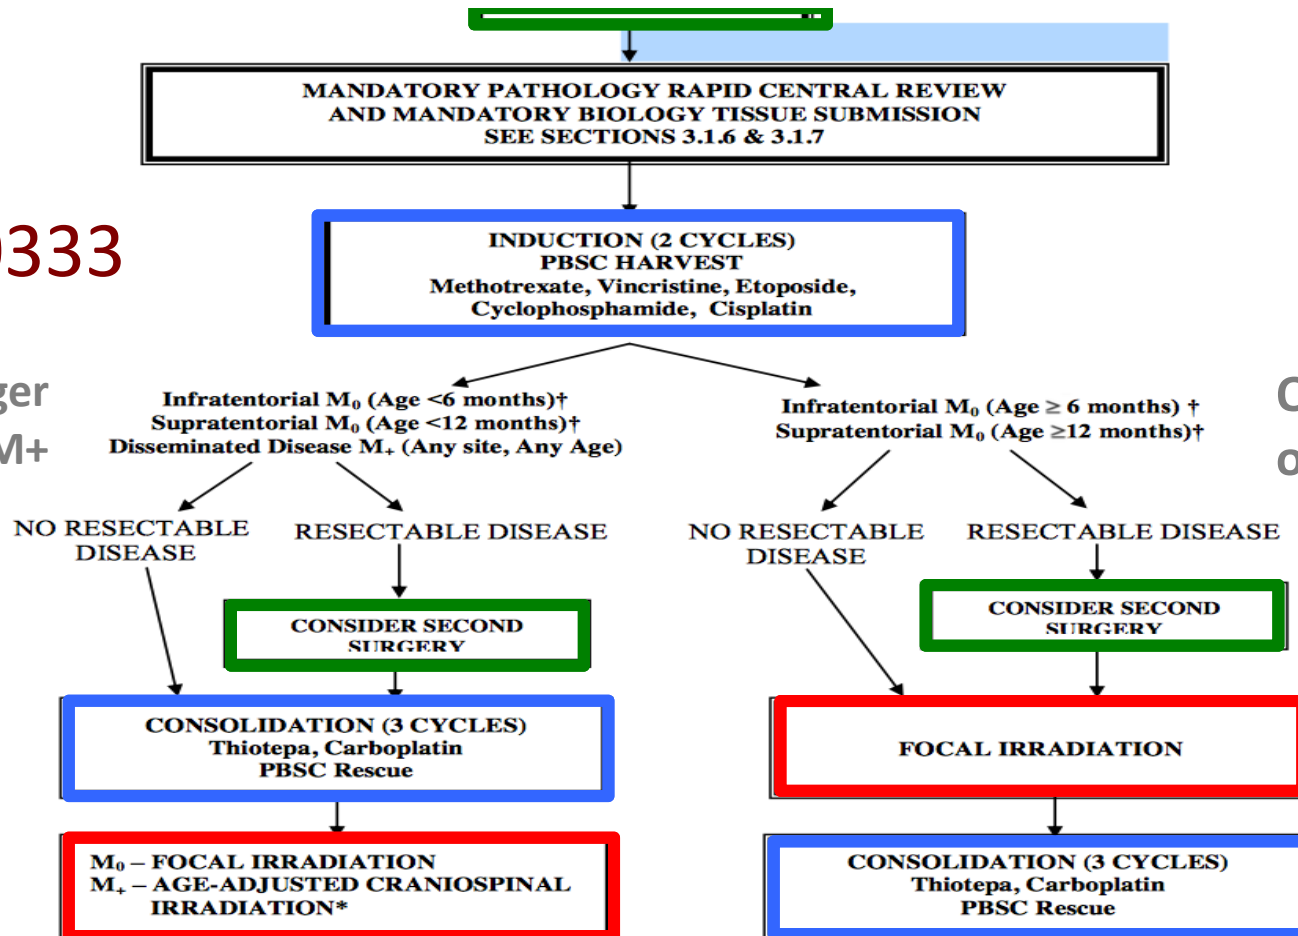 MANDATORY PATHOLOGY RAPID CENTRAL REVIEW
AND MANDATORY BIOLOGY TISSUE SUBMISSION
SEE SECTIONS 3.1.6 & 3.1.7
0333
INDUCTION (2 CYCLES)
PBSC HARVEST
Methotrexate, Vincristine, Etoposide,
Cyclophosphamide, Cisplatin
ger
M+
Infratentorial M₀ (Age <6 months)†
Supratentorial M₀ (Age <12 months)†
Disseminated Disease M₊ (Any site, Any Age)
Infratentorial M₀ (Age ≥ 6 months) †
Supratentorial M₀ (Age ≥12 months)†
NO RESECTABLE
DISEASE
RESECTABLE DISEASE
NO RESECTABLE
DISEASE
RESECTABLE DISEASE
CONSIDER SECOND
SURGERY
CONSIDER SECOND
SURGERY
CONSOLIDATION (3 CYCLES)
Thiotepa, Carboplatin
PBSC Rescue
FOCAL IRRADIATION
M₀ – FOCAL IRRADIATION
M₊ – AGE-ADJUSTED CRANIOSPINAL
IRRADIATION*
CONSOLIDATION (3 CYCLES)
Thiotepa, Carboplatin
PBSC Rescue